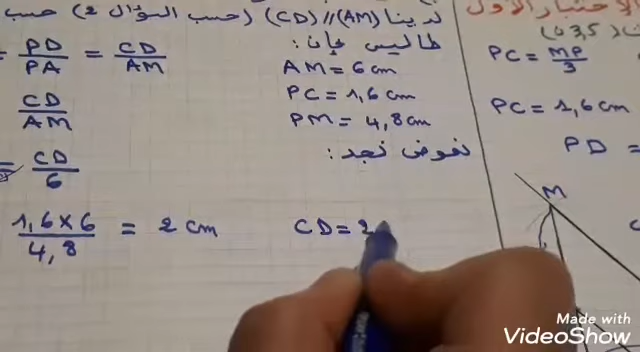 الاختبار الأول
لدينا (AM) // (CD) (حسب السؤال 2) حسب
طاليس فإن:
= PD/PA = CD/AM
AM = 6 cm
PC = MP/3
CD/AM
PC = 1,6 cm
PM = 4,8 cm
PC = 1,6 cm
نعوض نجد:
= CD/6
PD =
1,6 × 6 / 4,8 = 2 cm
CD = 2
M
Made with
VideoShow